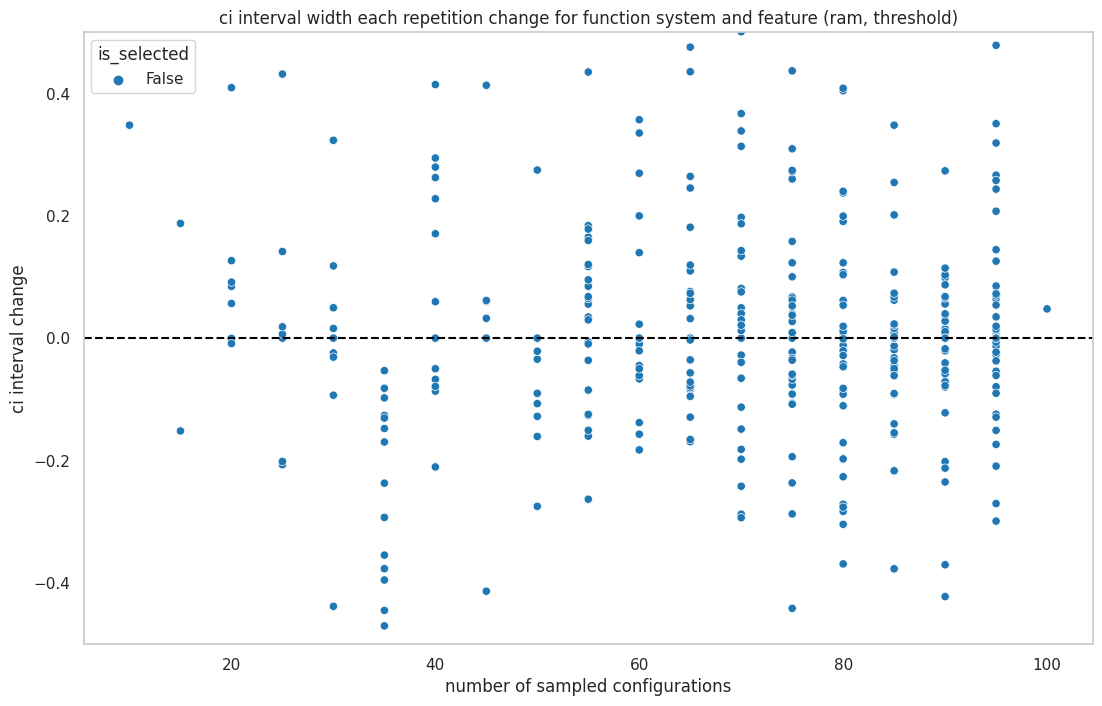 ci interval width each repetition change for function system and feature (ram, threshold)
is_selected
False
ci interval change
0.4
0.2
0.0
−0.2
−0.4
20 40 60 80 100
number of sampled configurations